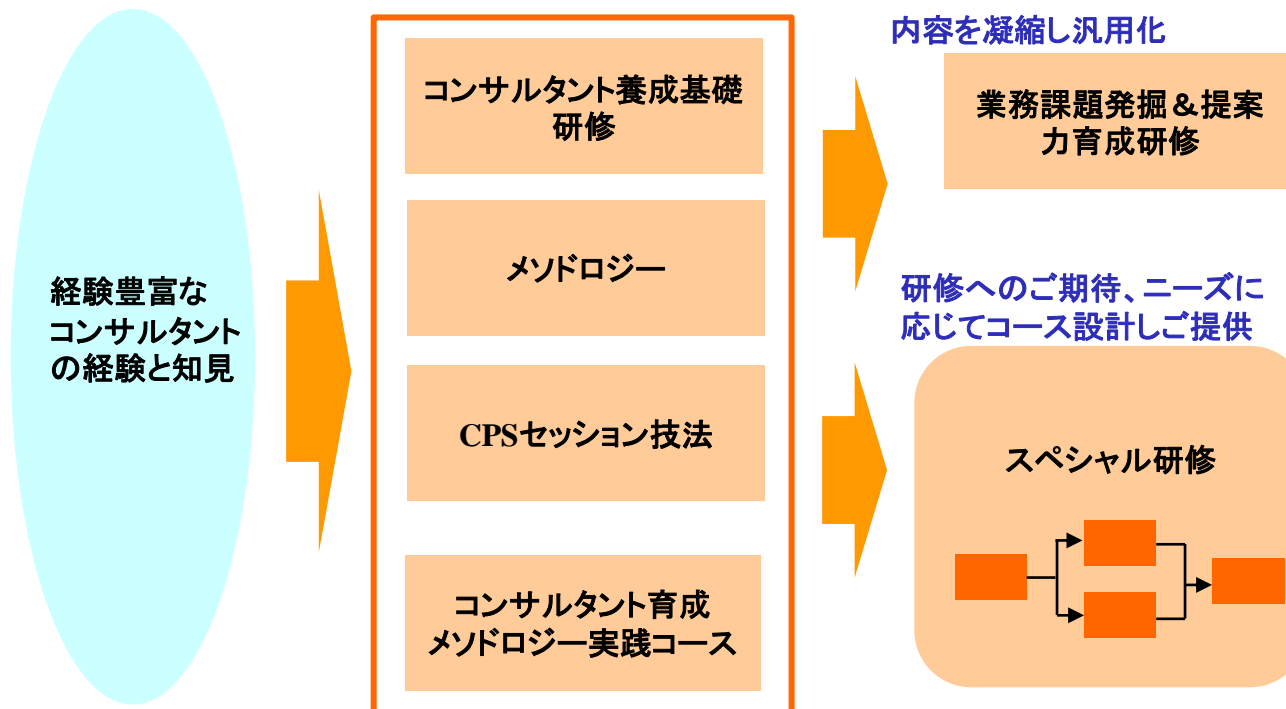 経験豊富な
コンサルタント
の経験と知見
コンサルタント養成基礎
研修
メソドロジー
CPSセッション技法
コンサルタント育成
メソドロジー実践コース
内容を凝縮し汎用化
業務課題発掘＆提案
力育成研修
研修へのご期待、ニーズに
応じてコース設計しご提供
スペシャル研修